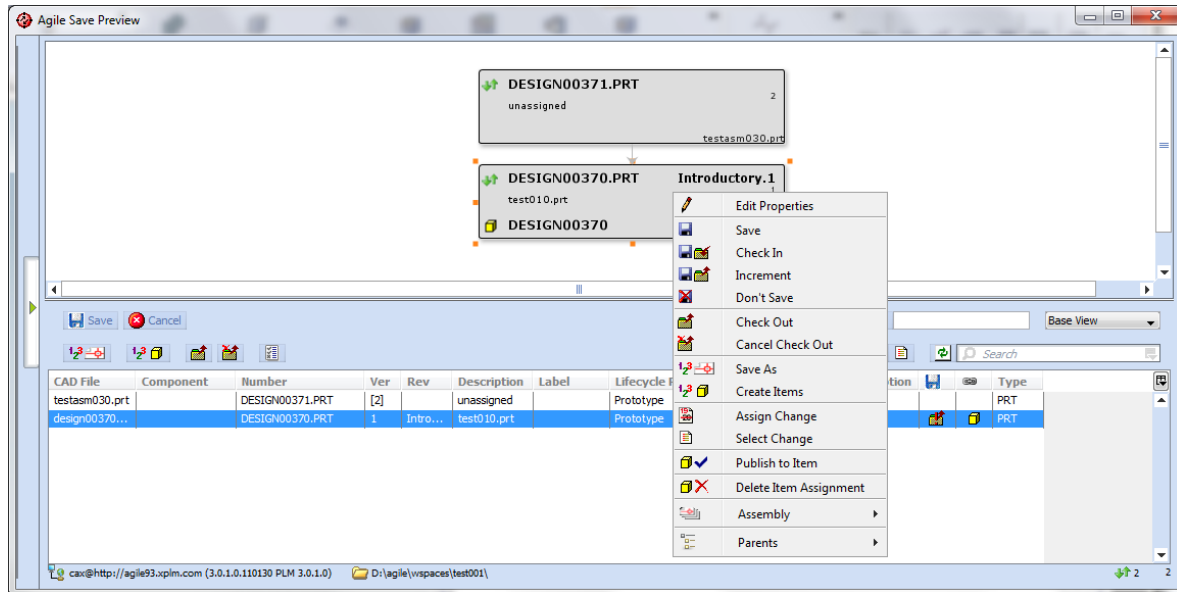 Agile Save Preview
DESIGN00371.PRT
unassigned
2
testasm030.prt
DESIGN00370.PRT Introductory.1
test010.prt
DESIGN00370
Edit Properties
Save
Check In
Increment
Don't Save
Check Out
Cancel Check Out
Save As
Create Items
Assign Change
Select Change
Publish to Item
Delete Item Assignment
Assembly
Parents
Save Cancel Base View
Search
CAD File Component Number Ver Rev Description Label Lifecycle tion Type
testasm030.prt DESIGN00371.PRT [2] unassigned Prototype PRT
design00370... DESIGN00370.PRT 1 Intro... test010.prt Prototype PRT
cax@http://agile93.xplm.com (3.0.1.0.110130 PLM 3.0.1.0) D:\agile\wspaces\test001\ 2 2